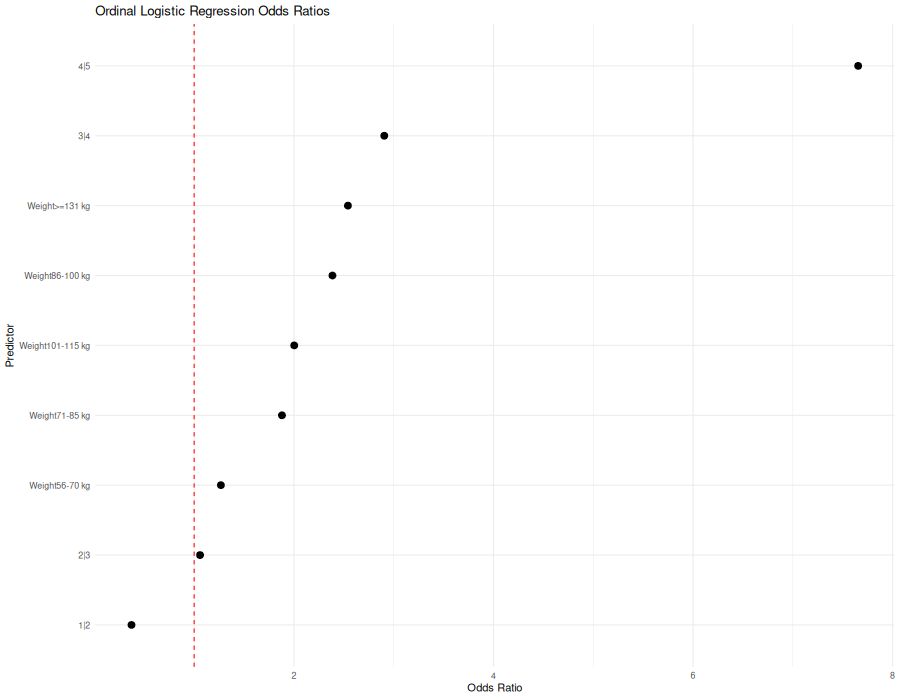 Ordinal Logistic Regression Odds Ratios
4|5
3|4
Weight>=131 kg
Weight86-100 kg
Weight101-115 kg
Weight71-85 kg
Weight56-70 kg
2|3
1|2
Predictor
2 4 6 8
Odds Ratio